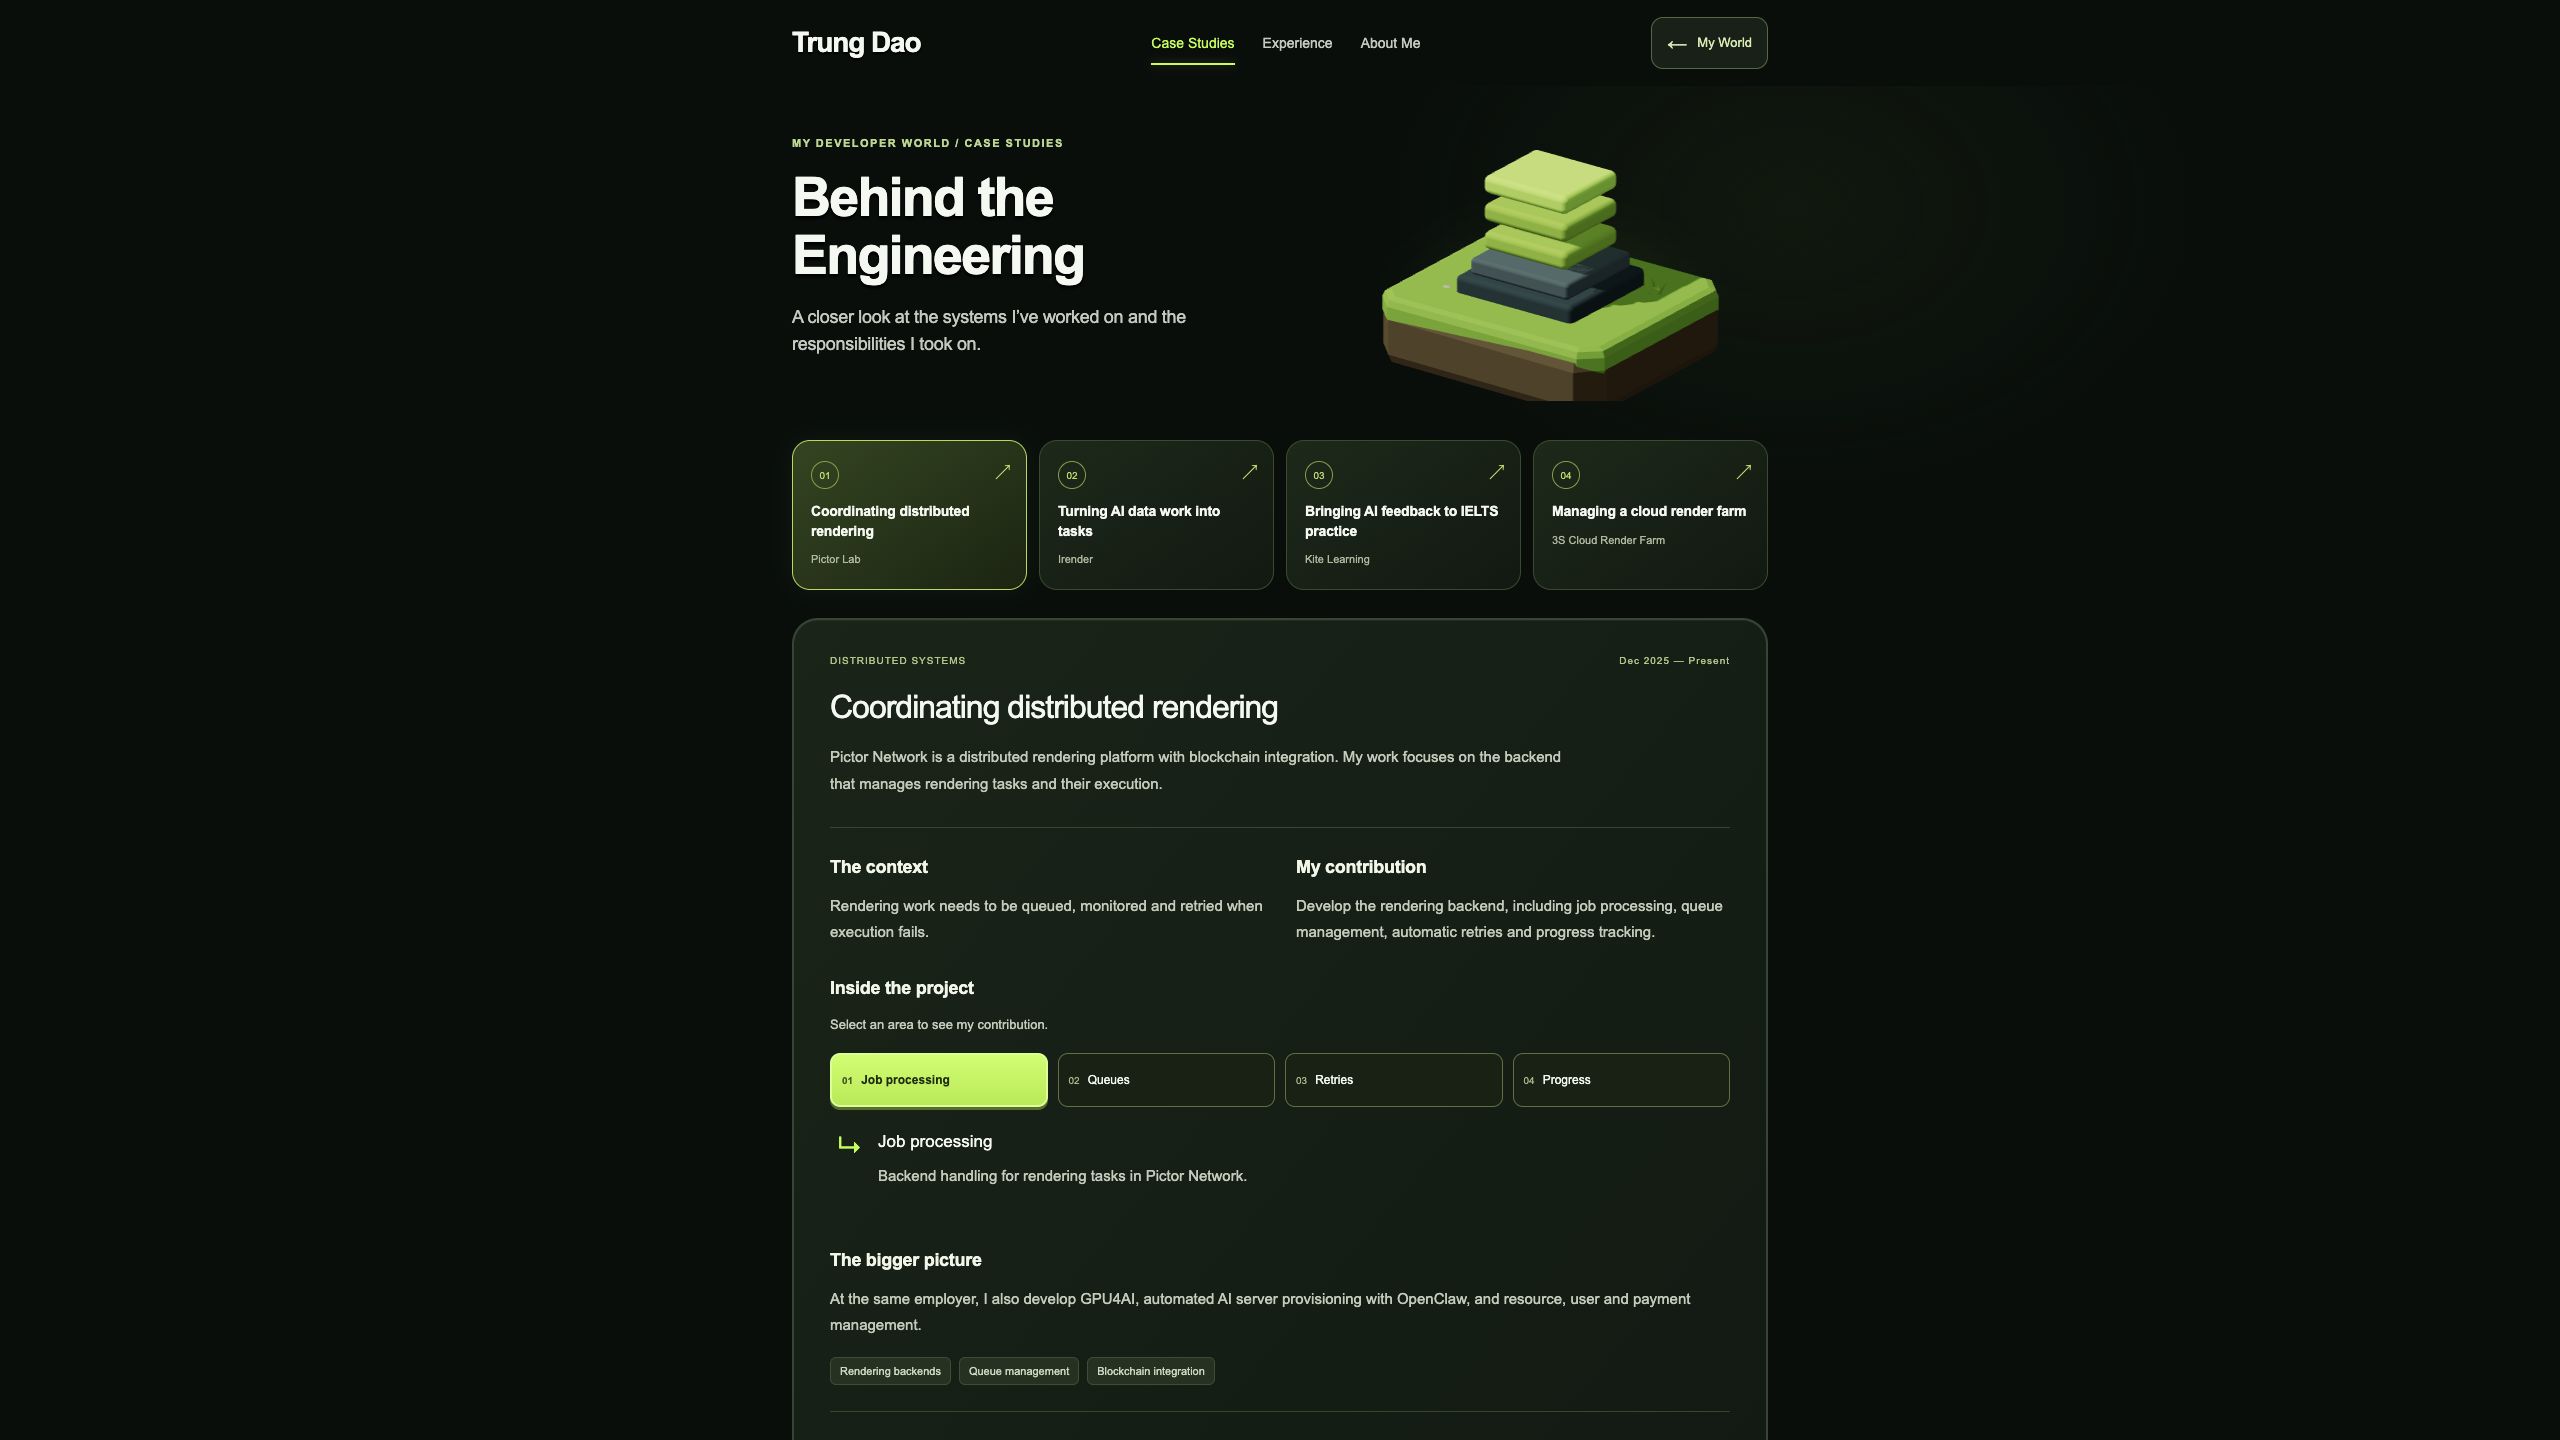 Trung Dao
Case Studies
Experience
About Me
← My World
MY DEVELOPER WORLD / CASE STUDIES
Behind the
Engineering
A closer look at the systems I’ve worked on and the
responsibilities I took on.
01
Coordinating distributed
rendering
Pictor Lab
02
Turning AI data work into
tasks
Irender
03
Bringing AI feedback to IELTS
practice
Kite Learning
04
Managing a cloud render farm
3S Cloud Render Farm
DISTRIBUTED SYSTEMS
Dec 2025 — Present
Coordinating distributed rendering
Pictor Network is a distributed rendering platform with blockchain integration. My work focuses on the backend
that manages rendering tasks and their execution.
The context
Rendering work needs to be queued, monitored and retried when
execution fails.
My contribution
Develop the rendering backend, including job processing, queue
management, automatic retries and progress tracking.
Inside the project
Select an area to see my contribution.
01 Job processing
02 Queues
03 Retries
04 Progress
Job processing
Backend handling for rendering tasks in Pictor Network.
The bigger picture
At the same employer, I also develop GPU4AI, automated AI server provisioning with OpenClaw, and resource, user and payment
management.
Rendering backends
Queue management
Blockchain integration